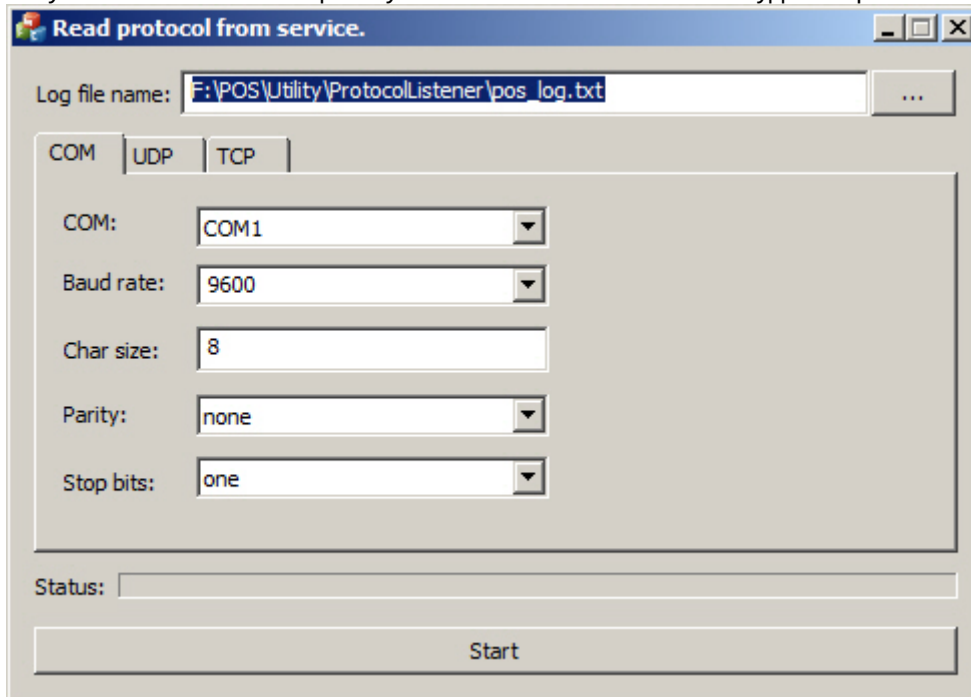 Read protocol from service.
Log file name: F:\POS\Utility\ProtocolListener\pos_log.txt ...
COM UDP TCP
COM: COM1
Baud rate: 9600
Char size: 8
Parity: none
Stop bits: one
Status:
Start